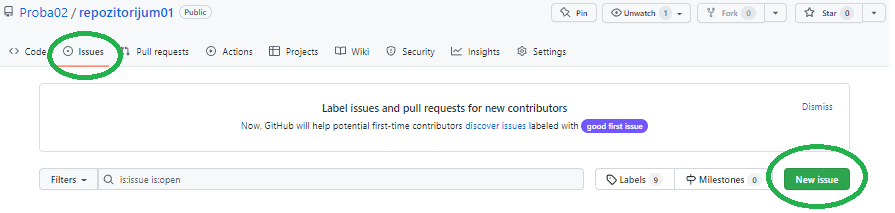 Proba02 / repozitorijum01 Public Pin Unwatch 1 Fork 0 Star 0
Code Issues Pull requests Actions Projects Wiki Security Insights Settings
Label issues and pull requests for new contributors Dismiss
Now, GitHub will help potential first-time contributors discover issues labeled with good first issue
Filters is:issue is:open Labels 9 Milestones 0 New issue